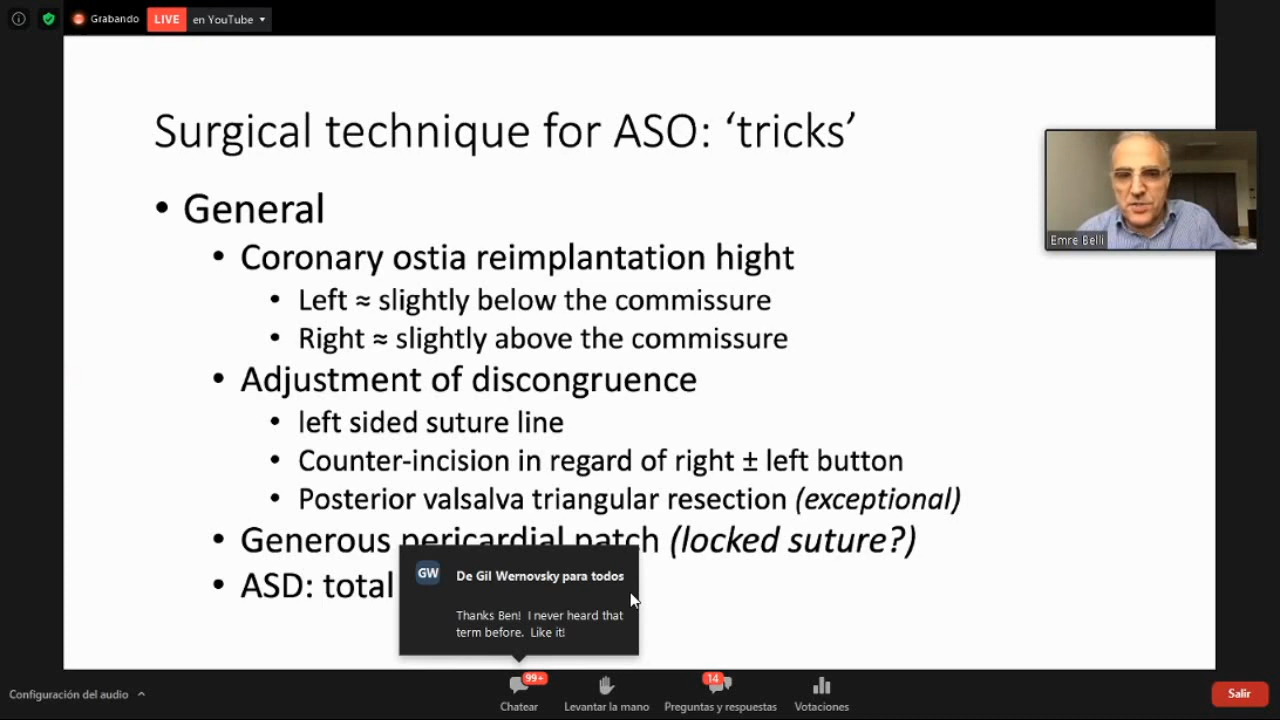 Grabando LIVE en YouTube
Surgical technique for ASO: ‘tricks’
• General
• Coronary ostia reimplantation hight
• Left ≈ slightly below the commissure
• Right ≈ slightly above the commissure
• Adjustment of discongruence
• left sided suture line
• Counter-incision in regard of right ± left button
• Posterior valsalva triangular resection (exceptional)
• Generous pericardial patch (locked suture?)
• ASD: total
Emre Belli
GW De Gil Wernovsky para todos
Thanks Ben! I never heard that
term before. Like it!
99+ 14
Configuración del audio Chatear Levantar la mano Preguntas y respuestas Votaciones Salir